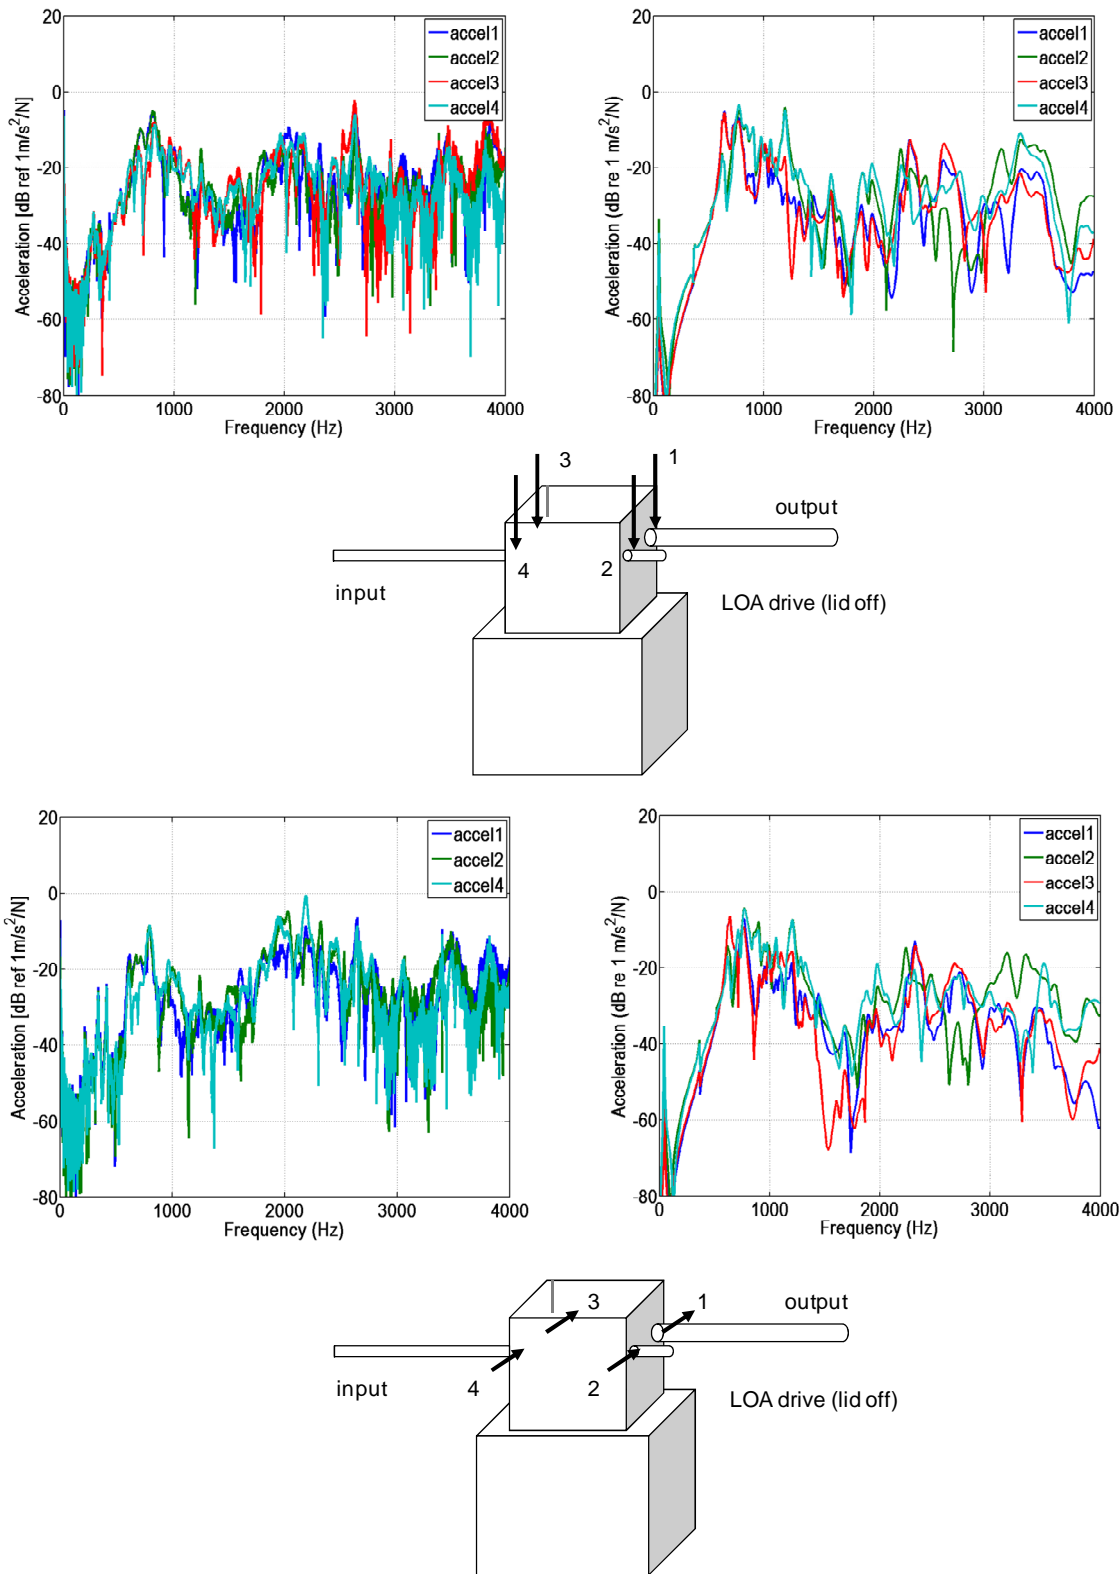 20
0
-20
-40
-60
-80
0
1000
2000
3000
4000
Frequency (Hz)
Acceleration [dB ref 1m/s²/N]
accel1
accel2
accel3
accel4
20
0
-20
-40
-60
-80
0
1000
2000
3000
4000
Frequency (Hz)
Acceleration (dB re 1 m/s²/N)
accel1
accel2
accel3
accel4
3
1
output
4
2
input
LOA drive (lid off)
20
0
-20
-40
-60
-80
0
1000
2000
3000
4000
Frequency (Hz)
Acceleration [dB ref 1m/s²/N]
accel1
accel2
accel4
20
0
-20
-40
-60
-80
0
1000
2000
3000
4000
Frequency (Hz)
Acceleration (dB re 1 m/s²/N)
accel1
accel2
accel3
accel4
3
1
output
input
4
2
LOA drive (lid off)